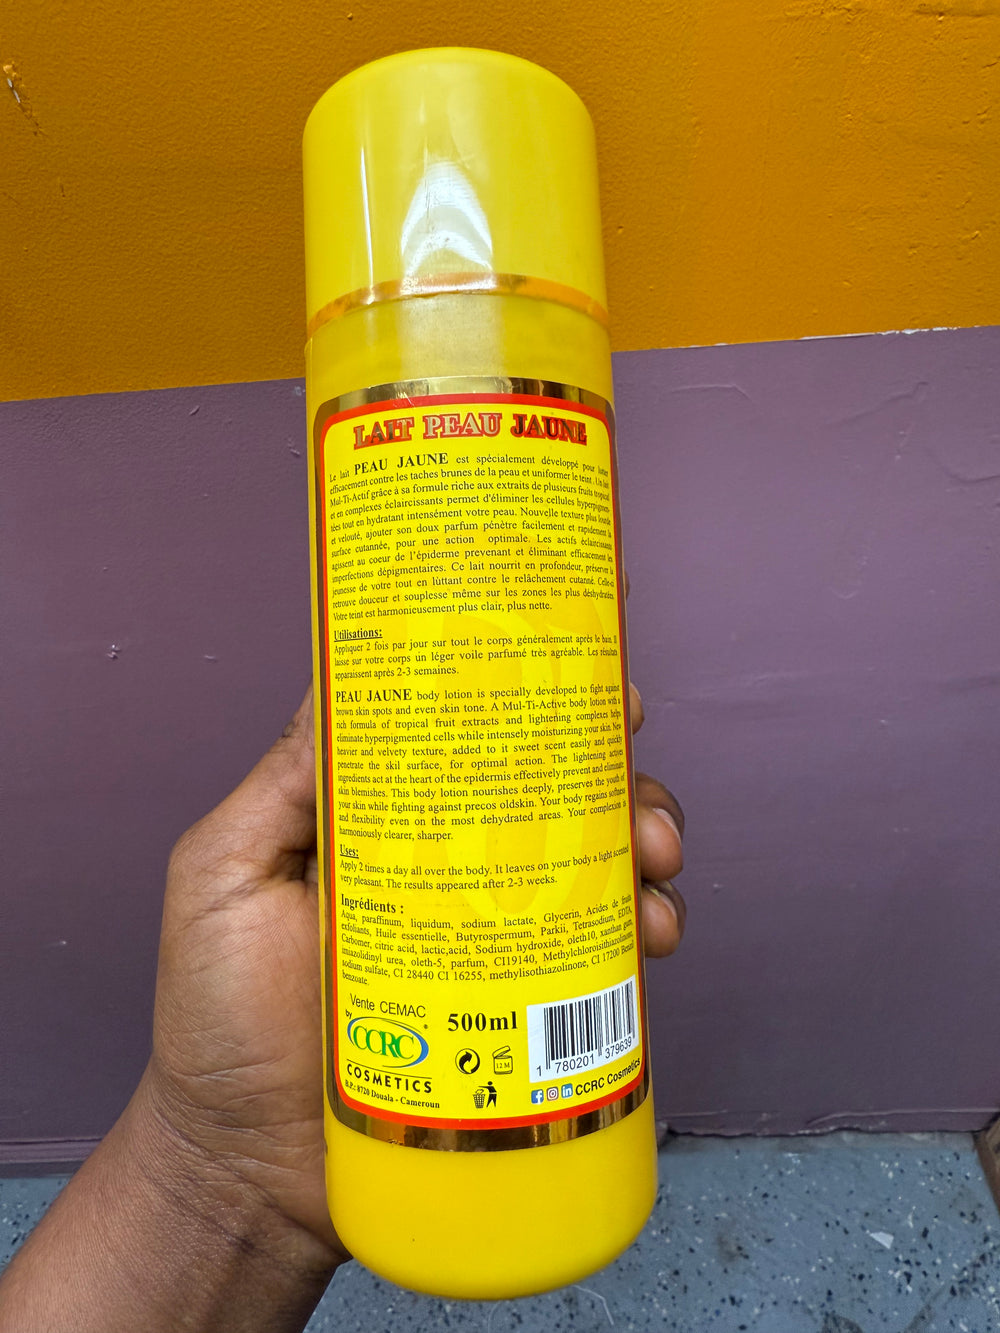 LAIT PEAU JAUNE
Le lait PEAU JAUNE est spécialement développé pour lutter
efficacement contre les taches brunes de la peau et uniformer le teint. Un lait
Mul-Ti-Actif grâce à sa formule riche aux extraits de plusieurs fruits tropical
et en complexes éclaircissants permet d'éliminer les cellules hyperpigmen-
tées tout en hydratant intensément votre peau. Nouvelle texture plus lourde
et velouté, ajouter son doux parfum pénètre facilement et rapidement la
surface cutannée, pour une action optimale. Les actifs éclaircissants
agissent au coeur de l'épiderme prevenant et éliminant efficacement les
imperfections dépigmentaires. Ce lait nourrit en profondeur, préserver la
jeunesse de votre tout en lùttant contre le relâchement cutanné. Celle-ci
retrouve douceur et souplesse même sur les zones les plus déshydratées.
Votre teint est harmonieusement plus clair, plus nette.
Utilisations:
Appliquer 2 fois par jour sur tout le corps généralement après le bain. Il
laisse sur votre corps un léger voile parfumé très agréable. Les résultats
apparaissent après 2-3 semaines.
PEAU JAUNE body lotion is specially developed to fight against
brown skin spots and even skin tone. A Mul-Ti-Active body lotion with a
rich formula of tropical fruit extracts and lightening complexes helps
eliminate hyperpigmented cells while intensely moisturizing your skin. New
heavier and velvety texture, added to it sweet scent easily and quickly
penetrate the skil surface, for optimal action. The lightening actives
ingredients act at the heart of the epidermis effectively prevent and eliminate
skin blemishes. This body lotion nourishes deeply, preserves the youth of
your skin while fighting against precos oldskin. Your body regains softness
and flexibility even on the most dehydrated areas. Your complexion is
harmoniously clearer, sharper.
Uses:
Apply 2 times a day all over the body. It leaves on your body a light scented
very pleasant. The results appeared after 2-3 weeks.
Ingrédients :
Aqua, paraffinum, liquidum, sodium lactate, Glycerin, Acides de fruits
exfoliants, Huile essentielle, Butyrospermum, Parkii, Tetrasodium, EDTA,
Carbomer, citric acid, lactic,acid, Sodium hydroxide, oleth10, xanthan gum,
imiazolidinyl urea, oleth-5, parfum, CI19140, Methylchloroisithiazolinone,
sodium sulfate, CI 28440 CI 16255, methylisothiazolinone, CI 17200 Benzil
benzoate.
Vente CEMAC
by
CCRC ®
COSMETICS
B.P.: 8720 Douala - Cameroun
500ml
12 M
1 780201 379639
CCRC Cosmetics